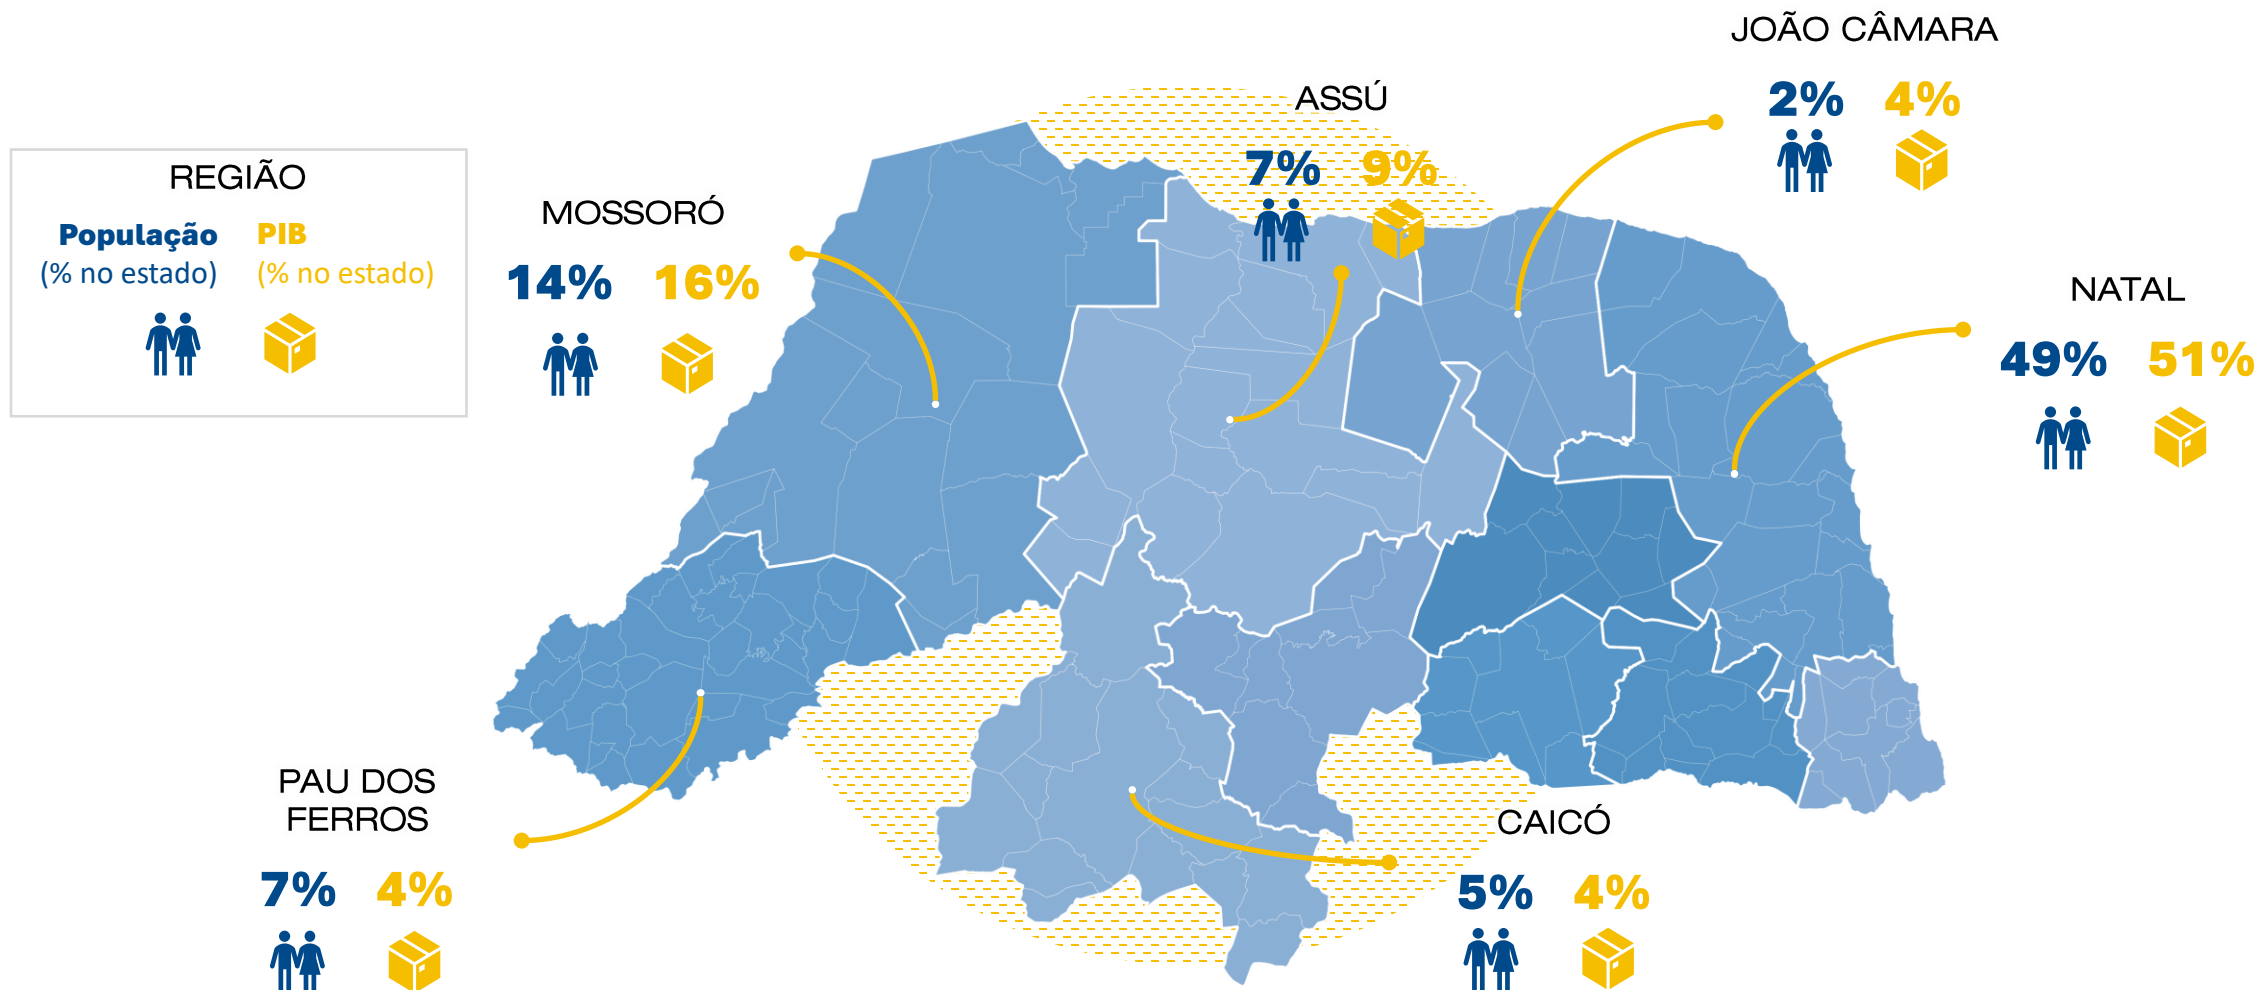 REGIÃO
População PIB
(% no estado) (% no estado)
MOSSORÓ
14% 16%
ASSÚ
7% 9%
JOÃO CÂMARA
2% 4%
NATAL
49% 51%
PAU DOS
FERROS
7% 4%
CAICÓ
5% 4%